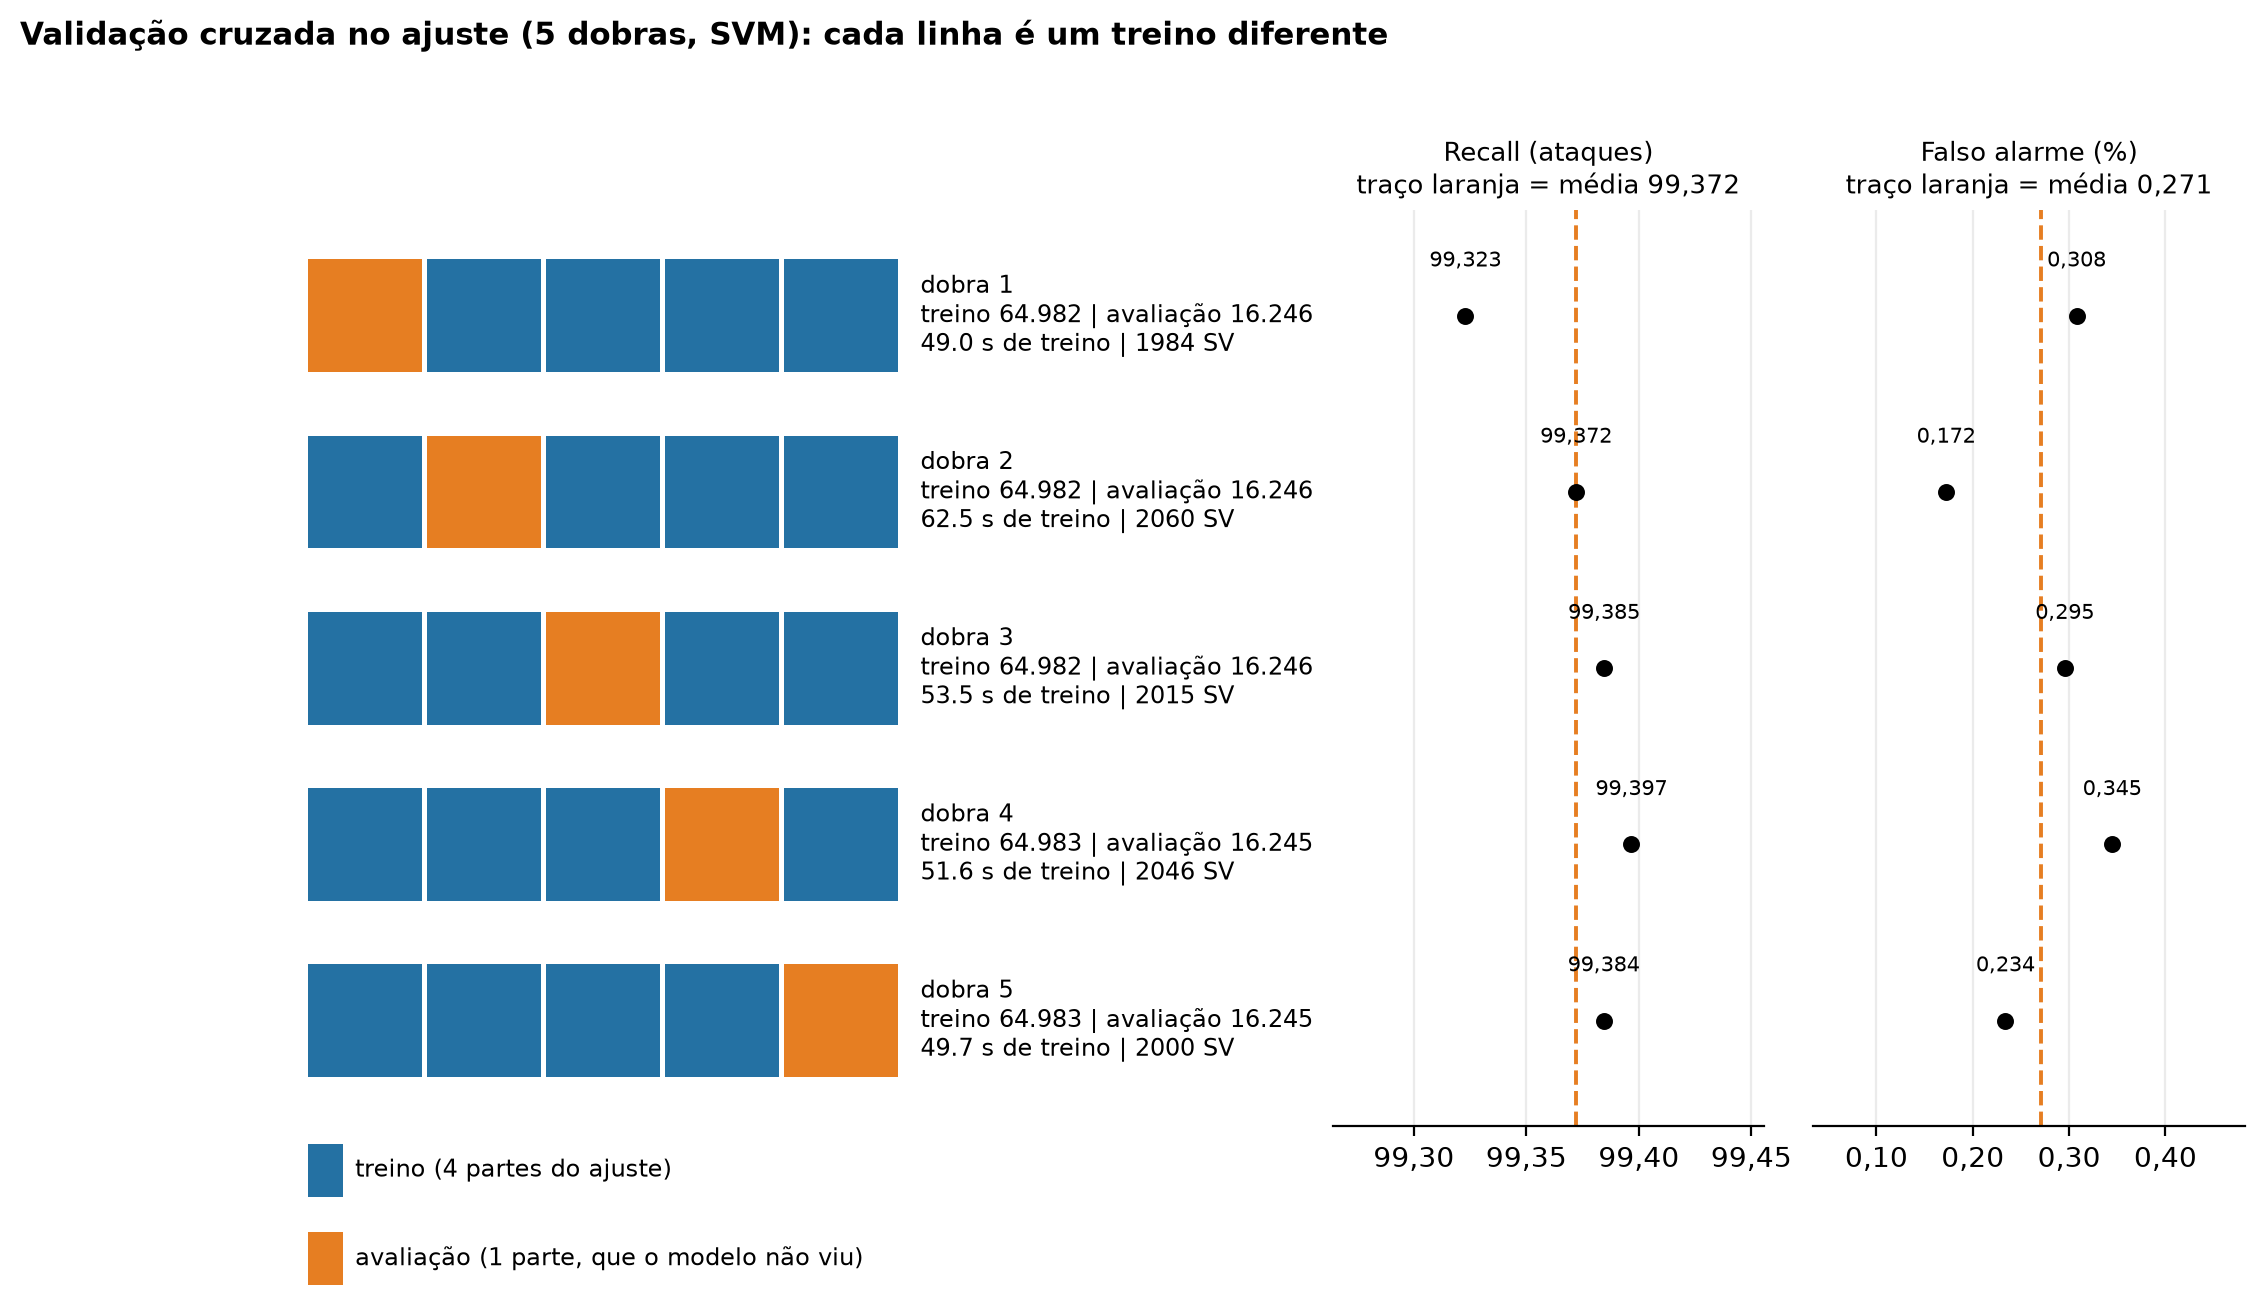 Validação cruzada no ajuste (5 dobras, SVM): cada linha é um treino diferente
Recall (ataques)
traço laranja = média 99,372
Falso alarme (%)
traço laranja = média 0,271
dobra 1
treino 64.982 | avaliação 16.246
49.0 s de treino | 1984 SV
99,323
0,308
dobra 2
treino 64.982 | avaliação 16.246
62.5 s de treino | 2060 SV
99,372
0,172
dobra 3
treino 64.982 | avaliação 16.246
53.5 s de treino | 2015 SV
99,385
0,295
dobra 4
treino 64.983 | avaliação 16.245
51.6 s de treino | 2046 SV
99,397
0,345
dobra 5
treino 64.983 | avaliação 16.245
49.7 s de treino | 2000 SV
99,384
0,234
99,30 99,35 99,40 99,45
0,10 0,20 0,30 0,40
treino (4 partes do ajuste)
avaliação (1 parte, que o modelo não viu)